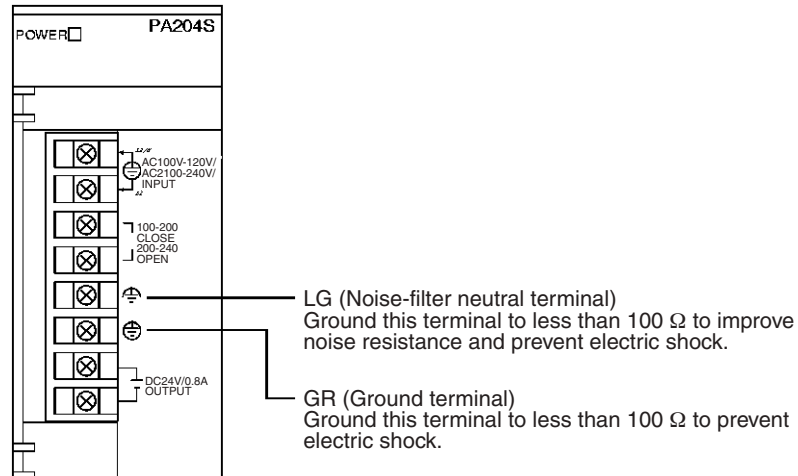 POWER
PA204S
L2/N
AC100V-120V/
AC2100-240V/
INPUT
100-200
CLOSE
200-240
OPEN
LG (Noise-filter neutral terminal)
Ground this terminal to less than 100 Ω to improve
noise resistance and prevent electric shock.
DC24V/0.8A
OUTPUT
GR (Ground terminal)
Ground this terminal to less than 100 Ω to prevent
electric shock.